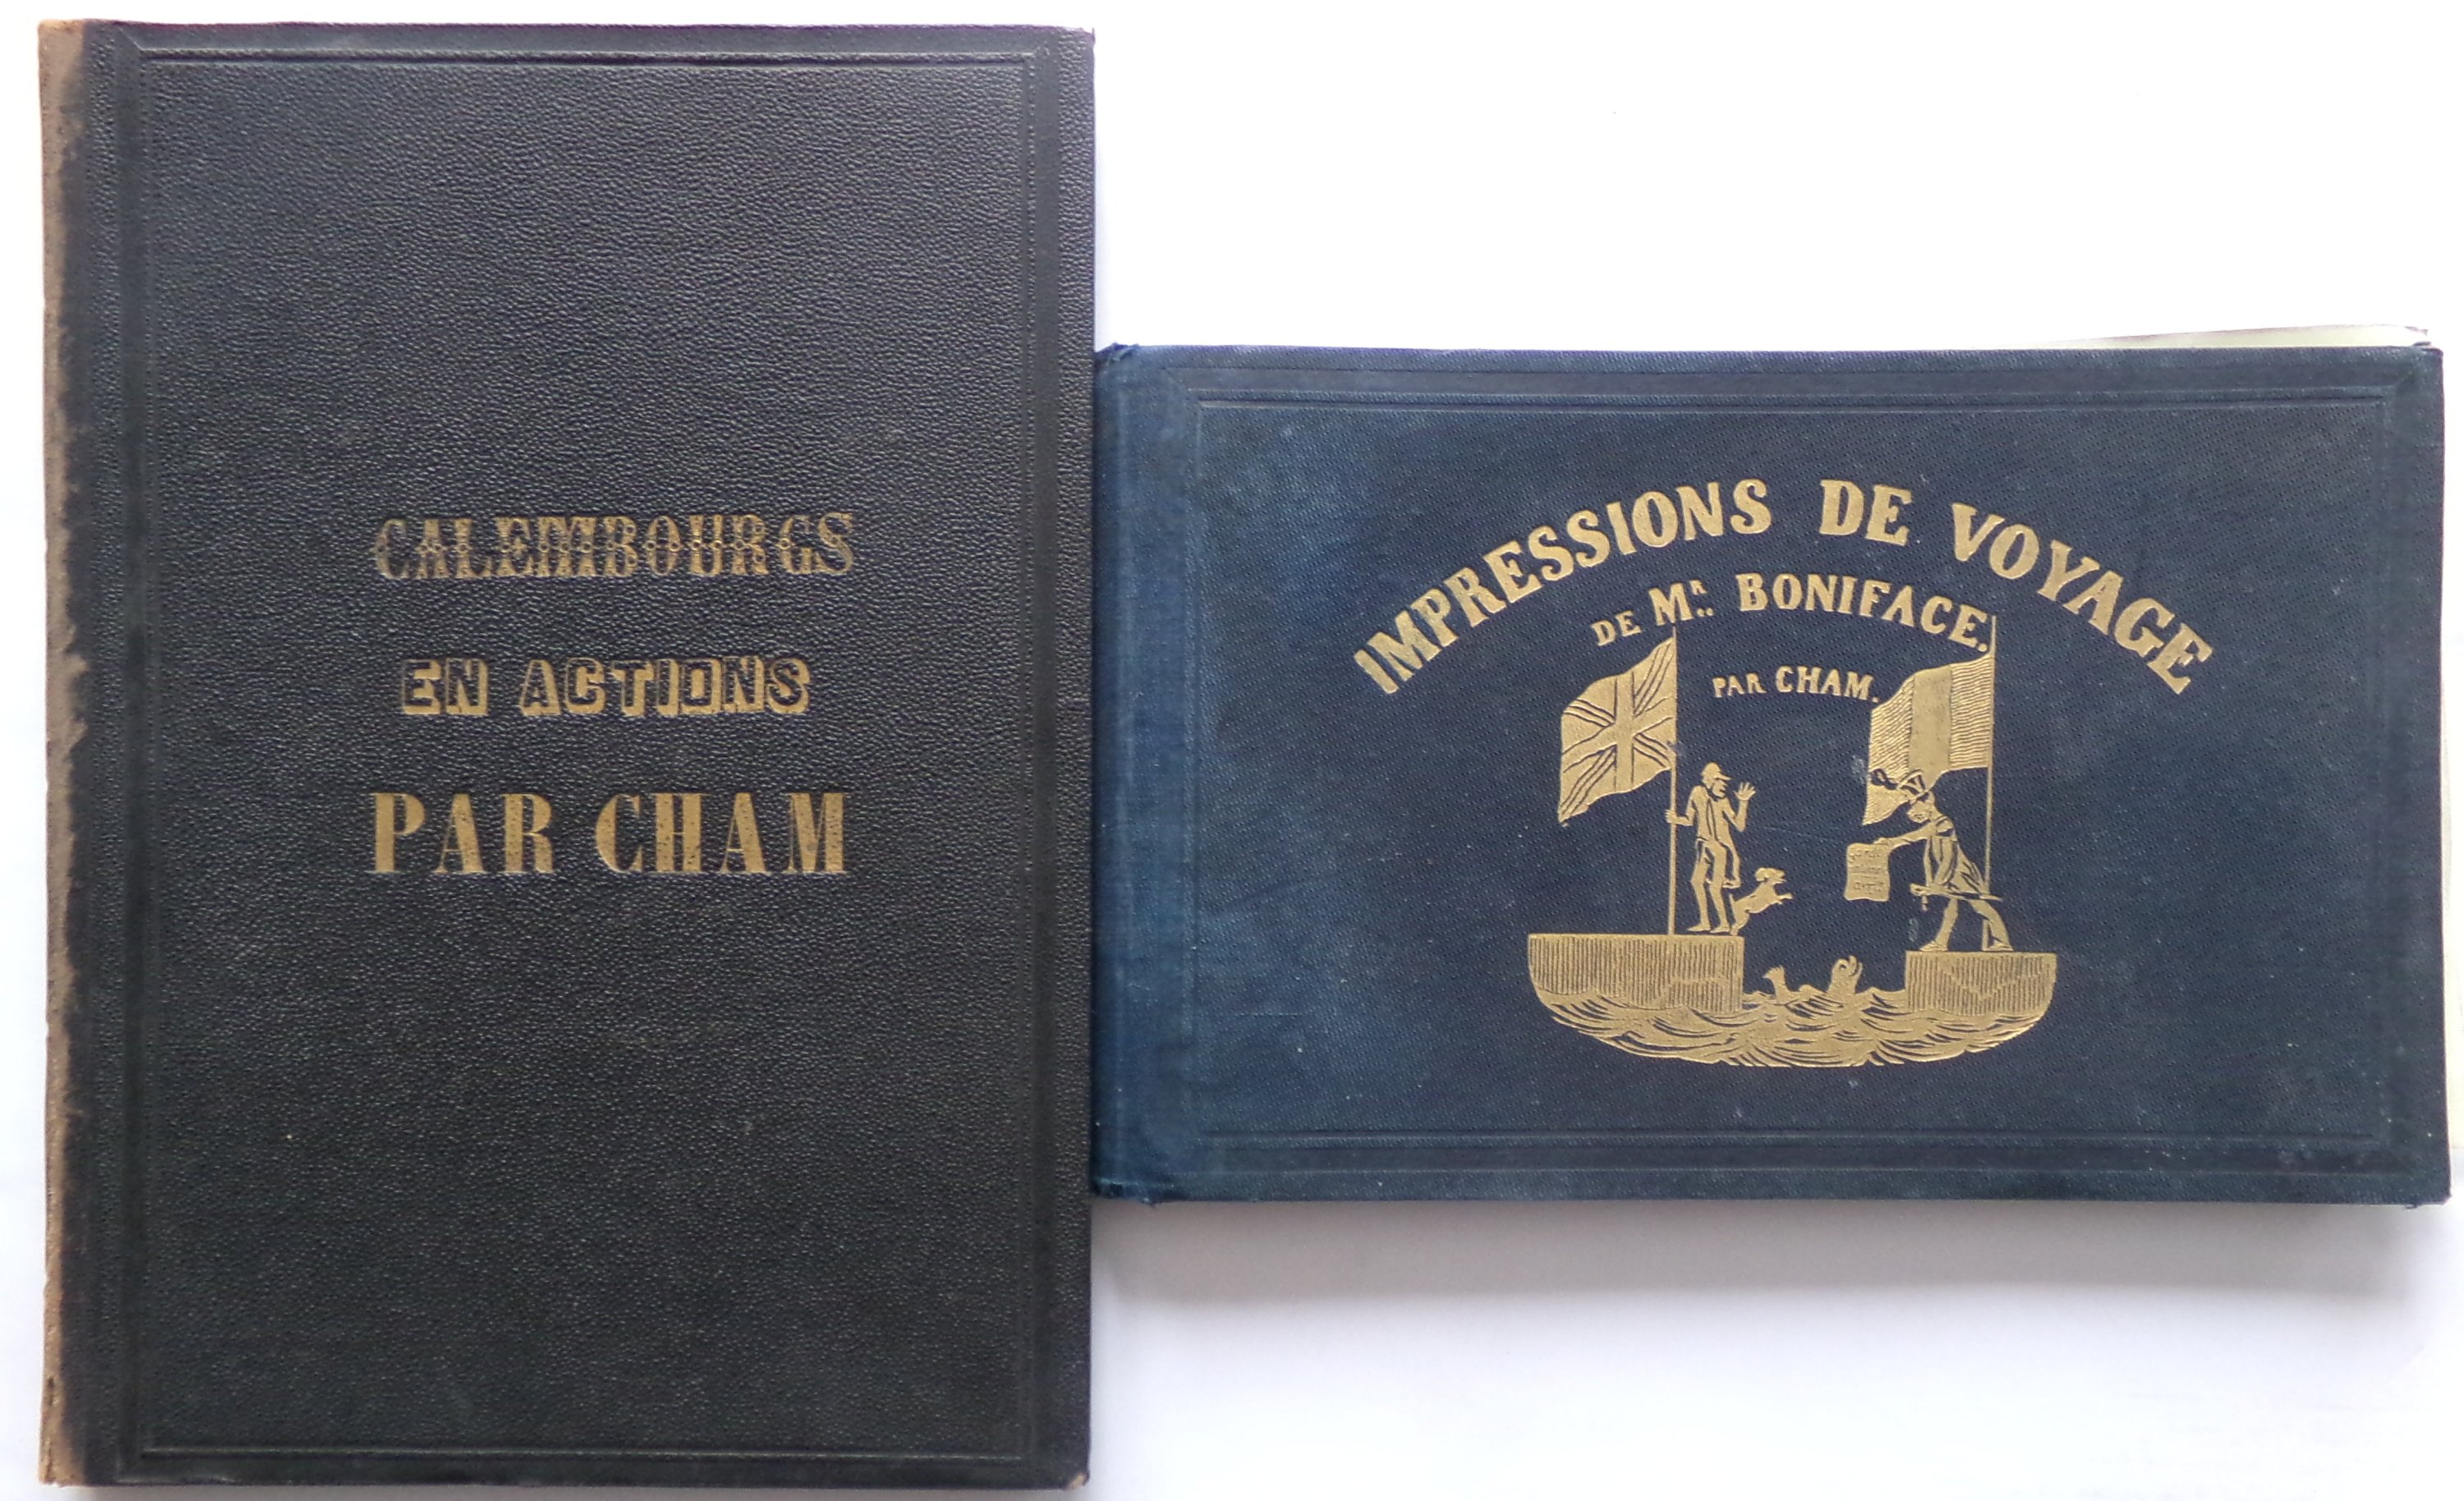 CALEMBOURGS
EN ACTIONS
PAR CHAM
IMPRESSIONS DE VOYAGE
DE MR. BONIFACE.
PAR CHAM.